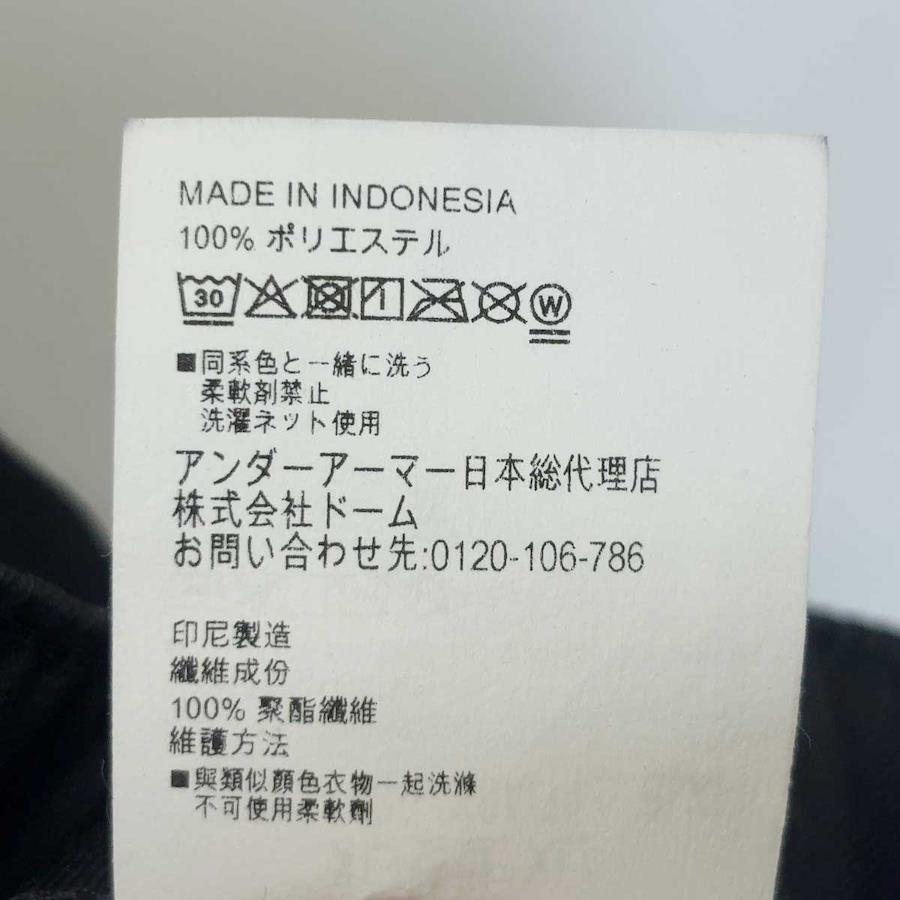 MADE IN INDONESIA
100% ポリエステル
30 W
■同系色と一緒に洗う
柔軟剤禁止
洗濯ネット使用
アンダーアーマー日本総代理店
株式会社ドーム
お問い合わせ先:0120-106-786
印尼製造
纖維成份
100% 聚酯纖維
維護方法
■與類似顏色衣物一起洗滌
不可使用柔軟劑